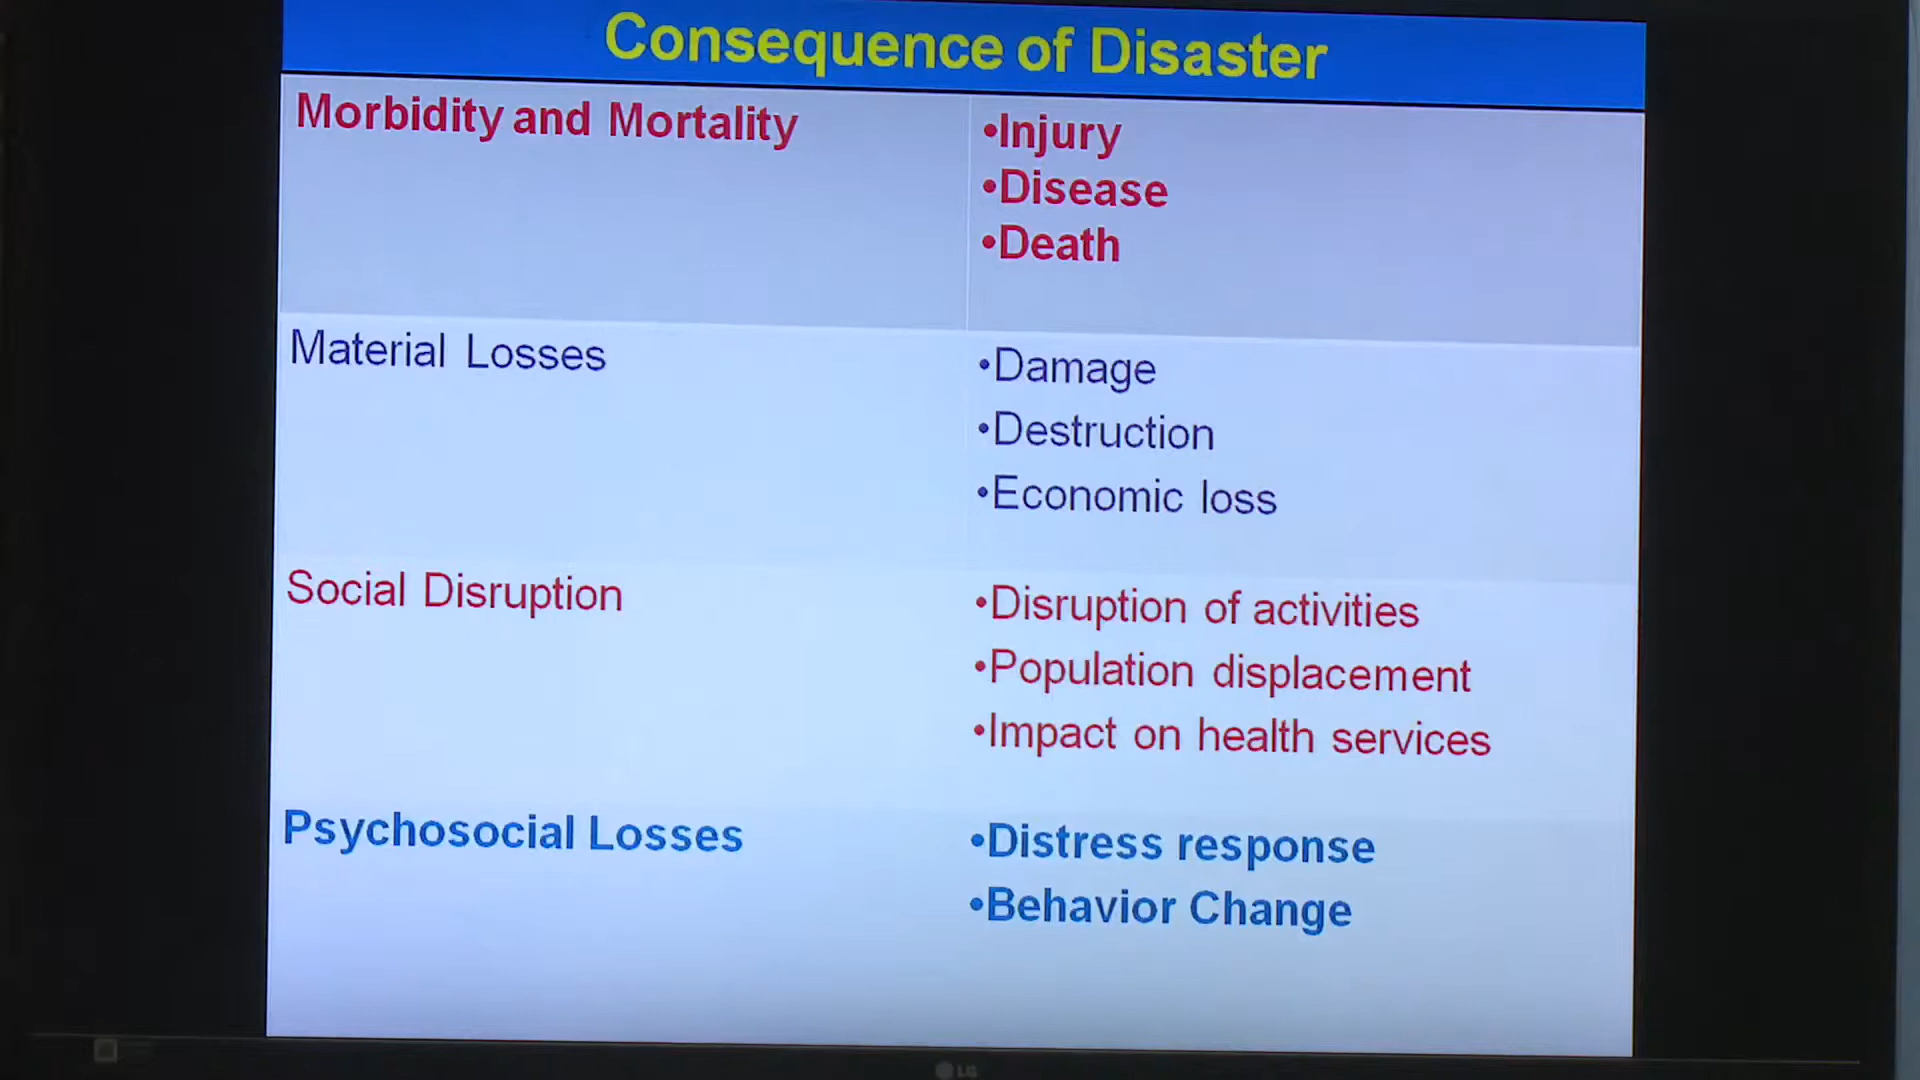 Consequence of Disaster
Morbidity and Mortality
•Injury
•Disease
•Death
Material Losses
•Damage
•Destruction
•Economic loss
Social Disruption
•Disruption of activities
•Population displacement
•Impact on health services
Psychosocial Losses
•Distress response
•Behavior Change
LG